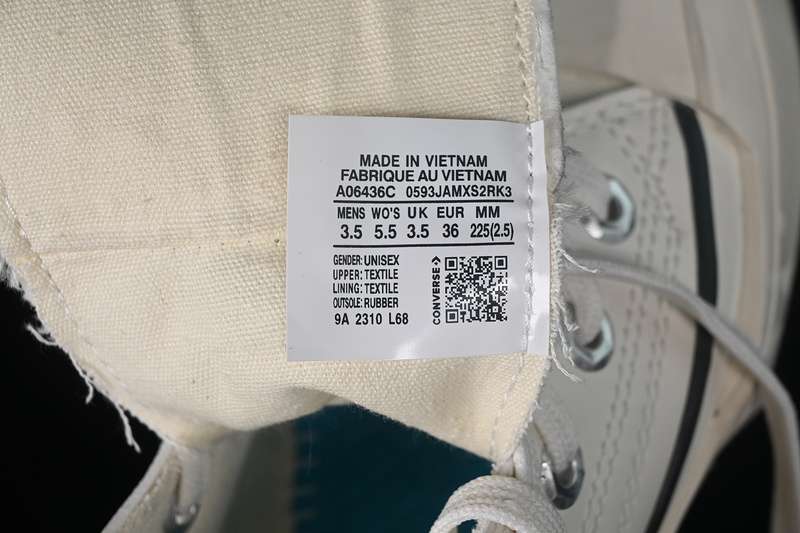 MADE IN VIETNAM
FABRIQUE AU VIETNAM
A06436C 0593JAMXS2RK3
MENS WO'S UK EUR MM
3.5 5.5 3.5 36 225(2.5)
GENDER: UNISEX
UPPER: TEXTILE
LINING: TEXTILE
OUTSOLE: RUBBER
9A 2310 L68
CONVERSE